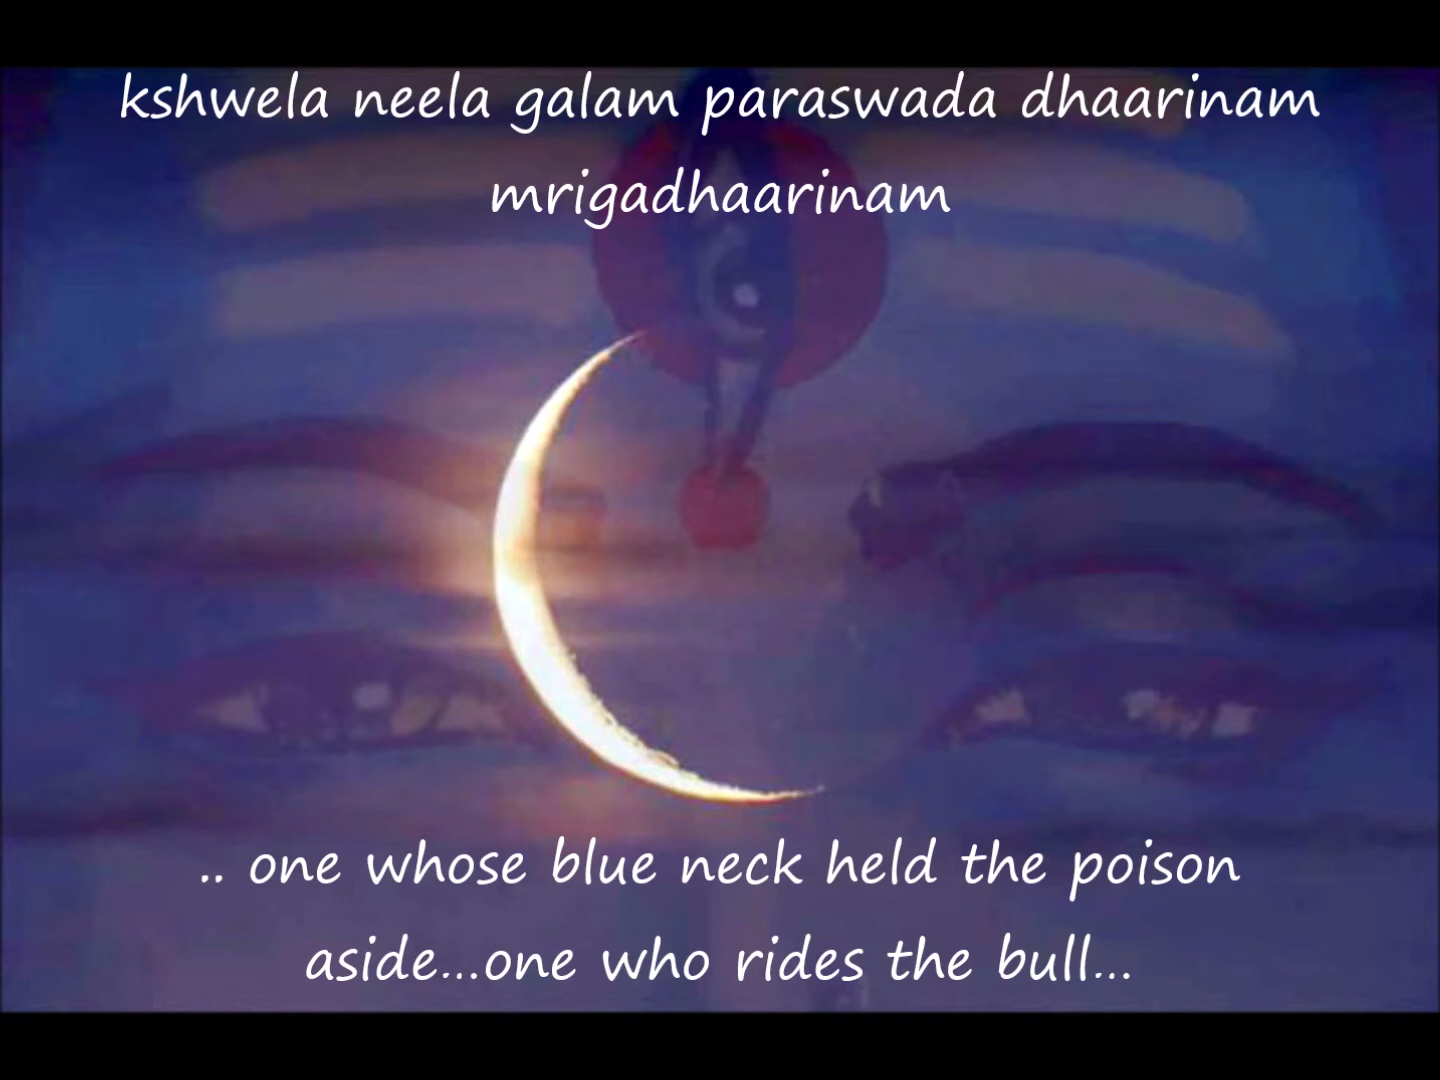 kshwela neela galam paraswada dhaarinam
mrigadhaarinam
.. one whose blue neck held the poison
aside...one who rides the bull...